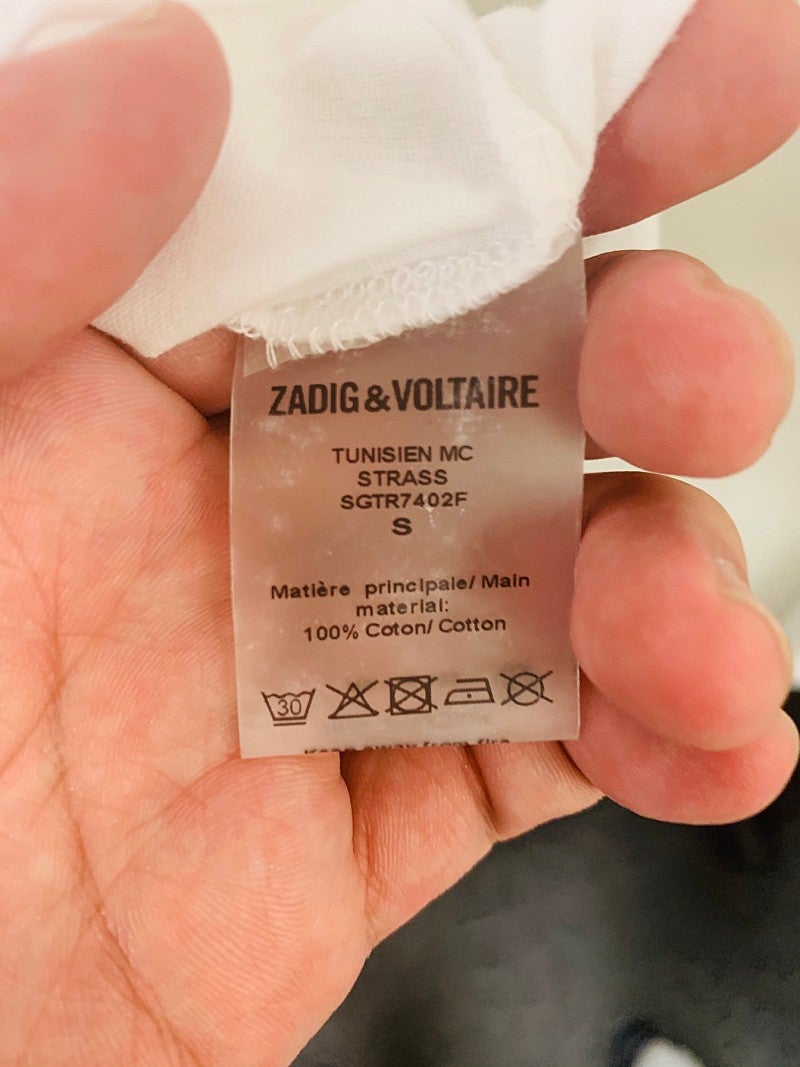 ZADIG&VOLTAIRE
TUNISIEN MC
STRASS
SGTR7402F
S
Matière principale/ Main
material:
100% Coton/ Cotton
30